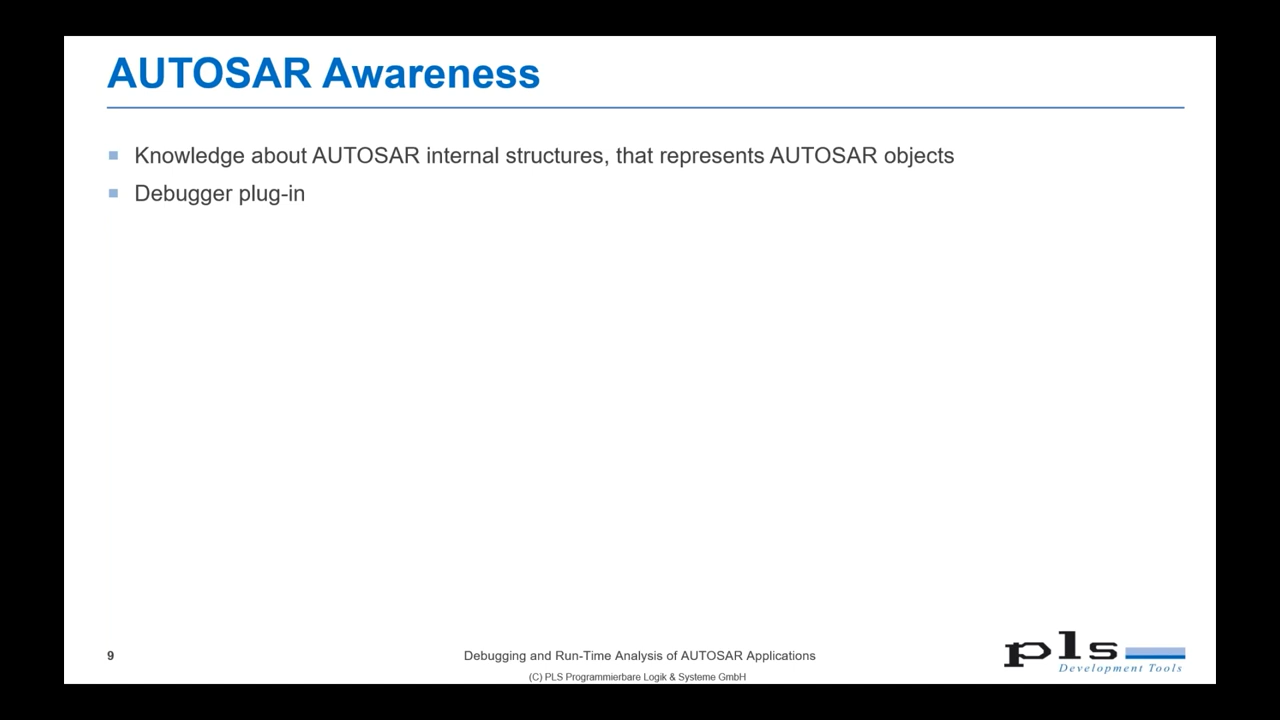 AUTOSAR Awareness
Knowledge about AUTOSAR internal structures, that represents AUTOSAR objects
Debugger plug-in
9
Debugging and Run-Time Analysis of AUTOSAR Applications
(C) PLS Programmierbare Logik & Systeme GmbH
pls
Development Tools